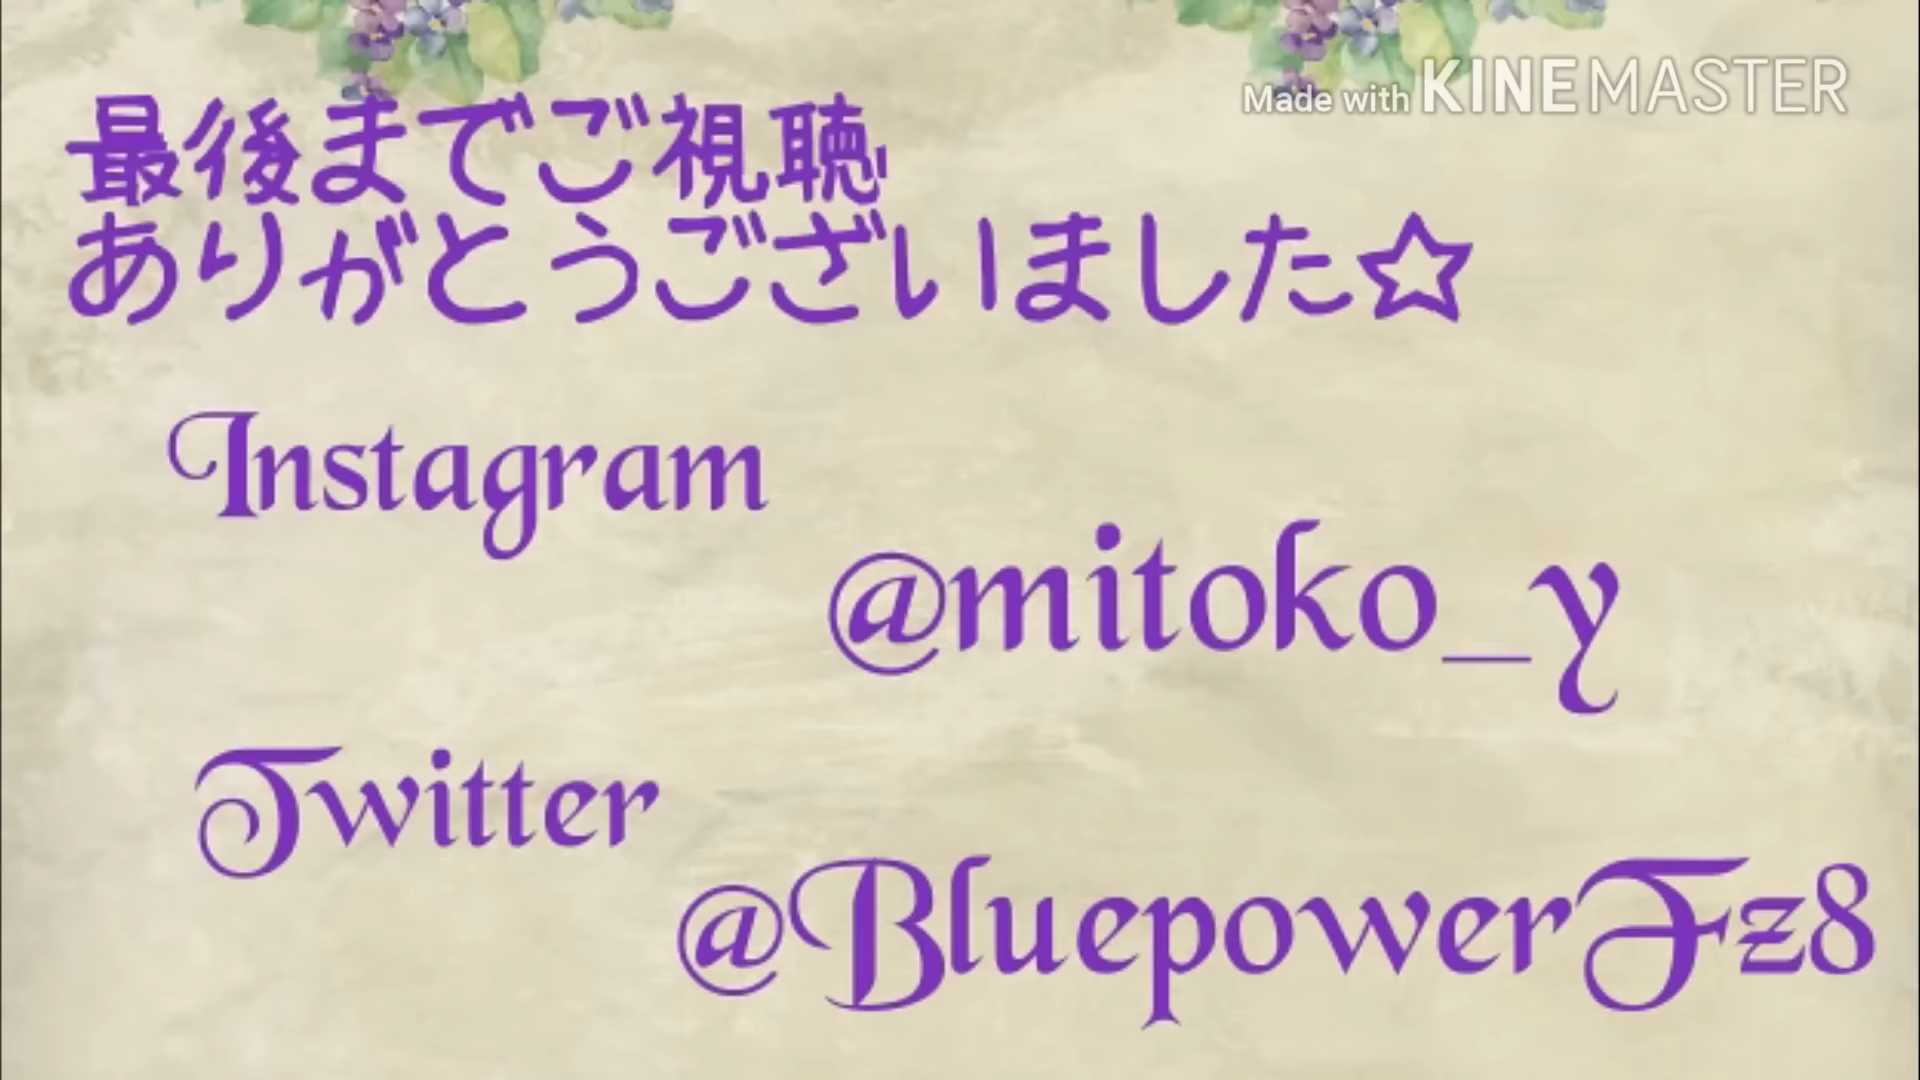 Made with KINEMASTER
最後までご視聴
ありがとうございました☆
Instagram
@mitoko_y
Twitter
@BluepowerFz8